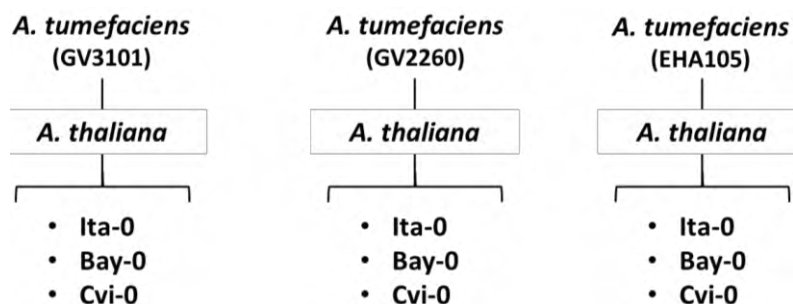 A. tumefaciens
(GV3101)
A. thaliana
• Ita-0
• Bay-0
• Cvi-0
A. tumefaciens
(GV2260)
A. thaliana
• Ita-0
• Bay-0
• Cvi-0
A. tumefaciens
(EHA105)
A. thaliana
• Ita-0
• Bay-0
• Cvi-0